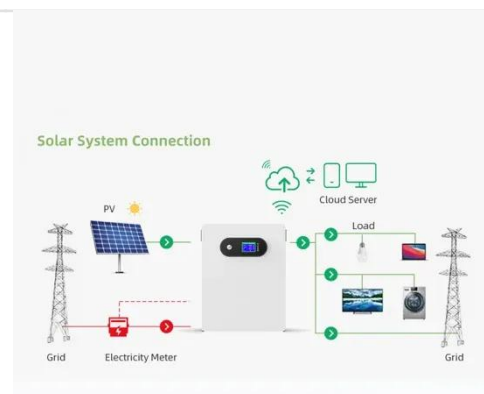 Solar System Connection
Cloud Server
PV
Load
Grid
Electricity Meter
Grid